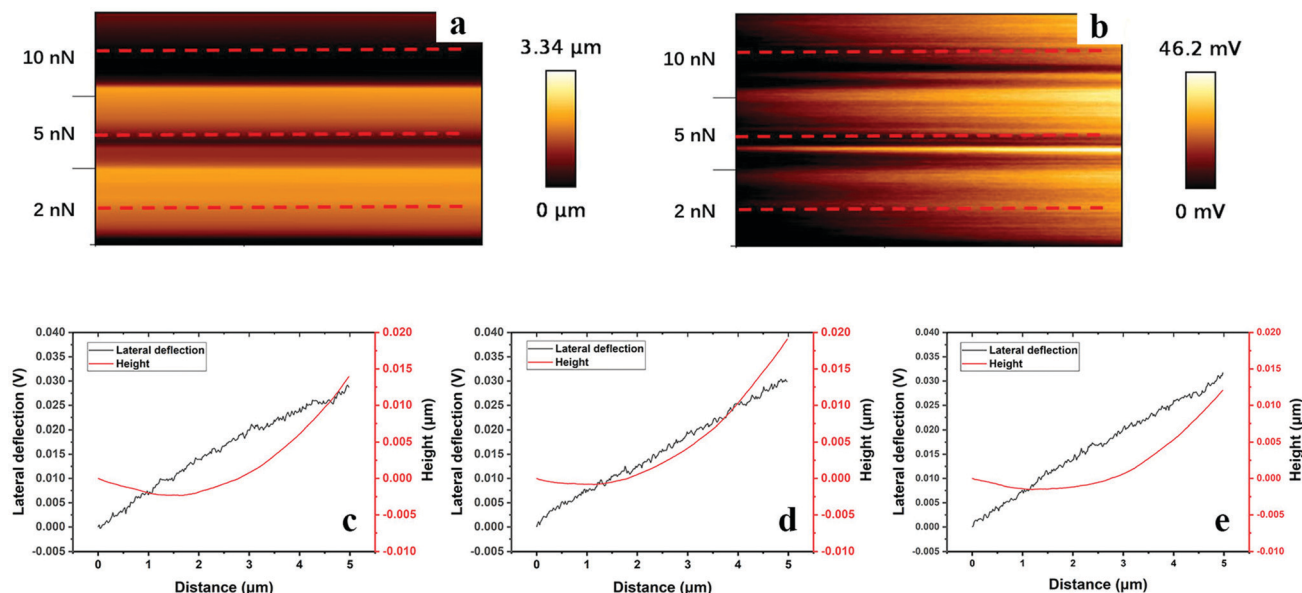 a
10 nN
5 nN
2 nN
3.34 µm
0 µm
b
10 nN
5 nN
2 nN
46.2 mV
0 mV
Lateral deflection (V)
0.040
0.035
0.030
0.025
0.020
0.015
0.010
0.005
0.000
-0.005
Lateral deflection
Height
c
0 1 2 3 4 5
Distance (µm)
0.020
0.015
0.010
0.005
0.000
-0.005
-0.010
Height (µm)
Lateral deflection (V)
0.040
0.035
0.030
0.025
0.020
0.015
0.010
0.005
0.000
-0.005
Lateral deflection
Height
d
0 1 2 3 4 5
Distance (µm)
0.020
0.015
0.010
0.005
0.000
-0.005
-0.010
Height (µm)
Lateral deflection (V)
0.040
0.035
0.030
0.025
0.020
0.015
0.010
0.005
0.000
-0.005
Lateral deflection
Height
e
0 1 2 3 4 5
Distance (µm)
0.020
0.015
0.010
0.005
0.000
-0.005
-0.010
Height (µm)